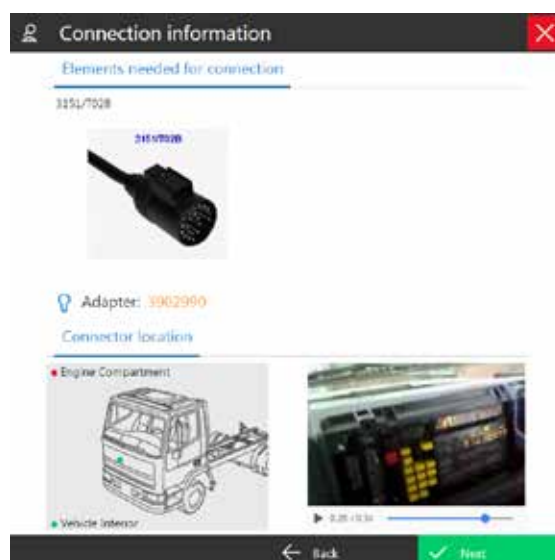 Connection information
Elements needed for connection
3151/T02B
3151/T02B
Adapter: 3902990
Connector location
Engine Compartment
Vehicle Interior
Back
Next